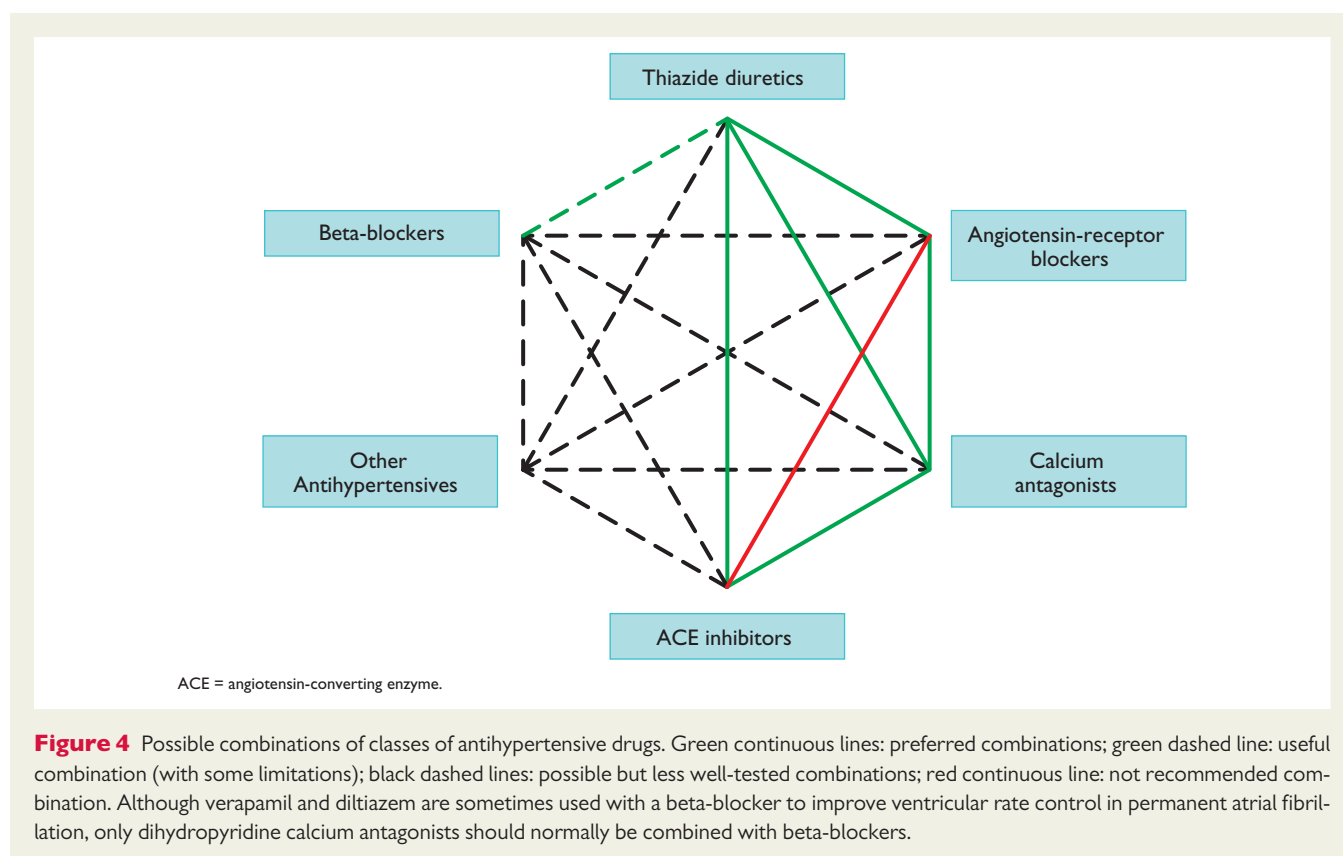 Thiazide diuretics
Beta-blockers
Angiotensin-receptor
blockers
Other
Antihypertensives
Calcium
antagonists
ACE inhibitors
ACE = angiotensin-converting enzyme.
Figure 4 Possible combinations of classes of antihypertensive drugs. Green continuous lines: preferred combinations; green dashed line: useful
combination (with some limitations); black dashed lines: possible but less well-tested combinations; red continuous line: not recommended com-
bination. Although verapamil and diltiazem are sometimes used with a beta-blocker to improve ventricular rate control in permanent atrial fibril-
lation, only dihydropyridine calcium antagonists should normally be combined with beta-blockers.